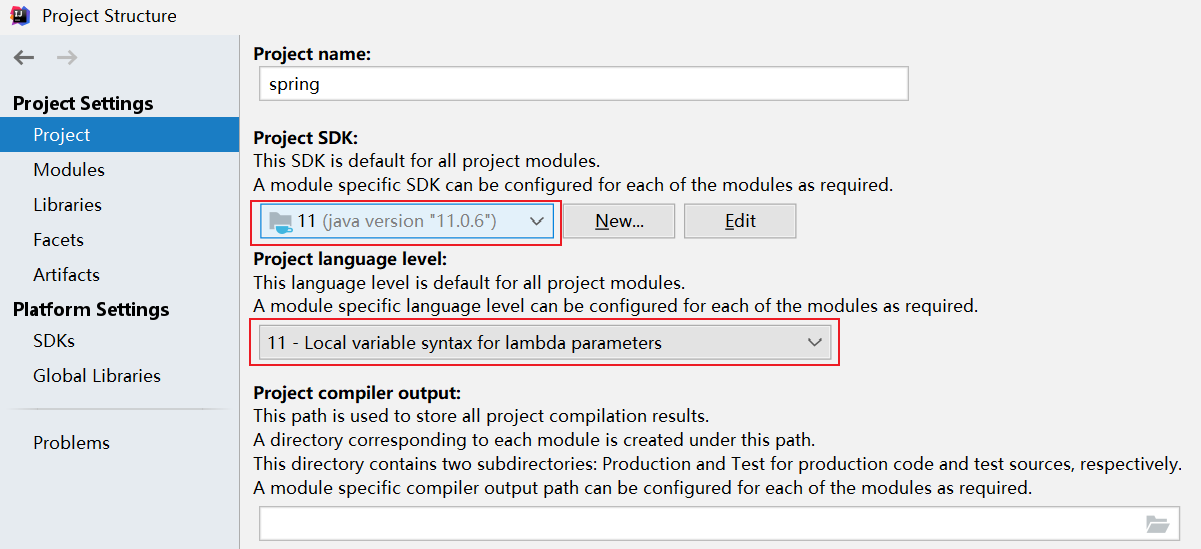 Project Structure
Project Settings
Project
Modules
Libraries
Facets
Artifacts
Platform Settings
SDKs
Global Libraries
Problems
Project name:
spring
Project SDK:
This SDK is default for all project modules.
A module specific SDK can be configured for each of the modules as required.
11 (java version "11.0.6") New... Edit
Project language level:
This language level is default for all project modules.
A module specific language level can be configured for each of the modules as required.
11 - Local variable syntax for lambda parameters
Project compiler output:
This path is used to store all project compilation results.
A directory corresponding to each module is created under this path.
This directory contains two subdirectories: Production and Test for production code and test sources, respectively.
A module specific compiler output path can be configured for each of the modules as required.